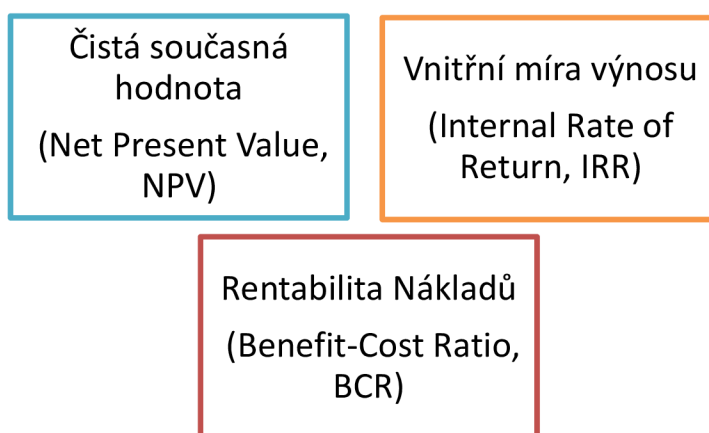 Čistá současná
hodnota
(Net Present Value,
NPV)
Vnitřní míra výnosu
(Internal Rate of
Return, IRR)
Rentabilita Nákladů
(Benefit-Cost Ratio,
BCR)